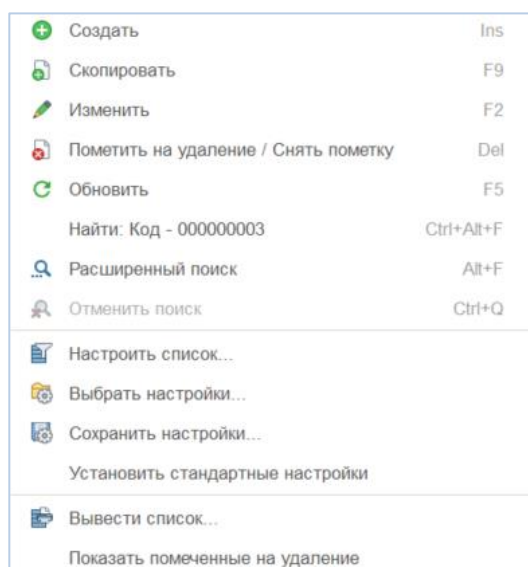 Создать Ins
Скопировать F9
Изменить F2
Пометить на удаление / Снять пометку Del
Обновить F5
Найти: Код - 000000003 Ctrl+Alt+F
Расширенный поиск Alt+F
Отменить поиск Ctrl+Q
Настроить список...
Выбрать настройки...
Сохранить настройки...
Установить стандартные настройки
Вывести список...
Показать помеченные на удаление